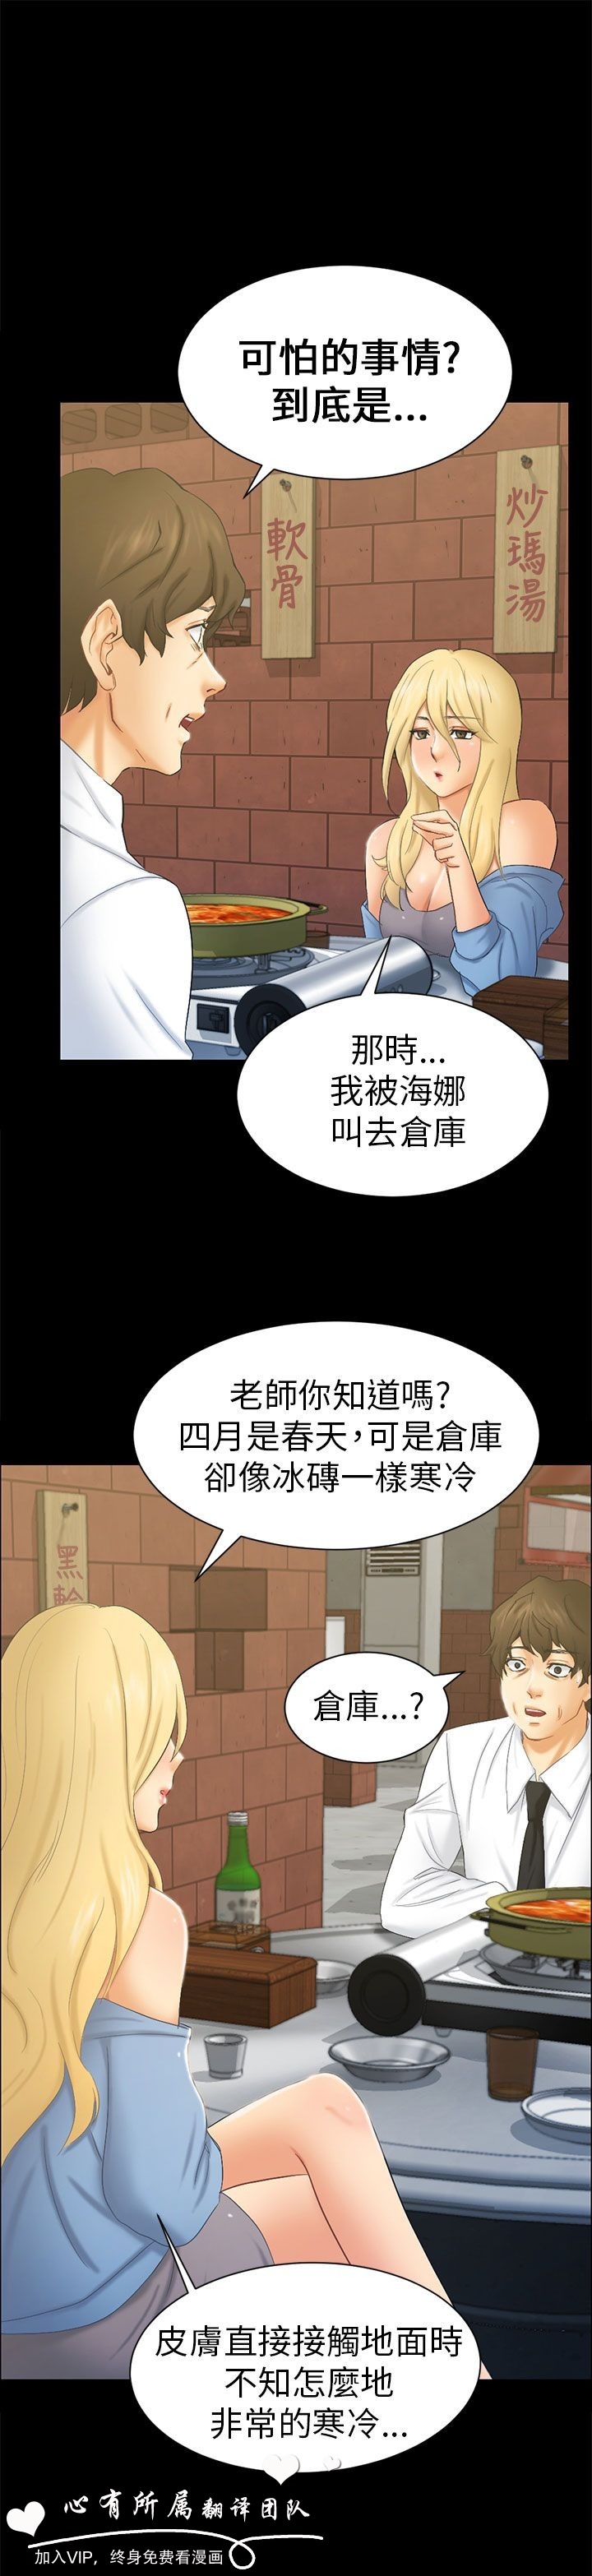 可怕的事情?
到底是...
軟骨
炒瑪湯
那時...
我被海娜
叫去倉庫
老師你知道嗎?
四月是春天,可是倉庫
卻像冰磚一樣寒冷
黑輪
倉庫...?
皮膚直接接觸地面時
不知怎麼地
非常的寒冷...
心有所属翻译团队
加入VIP，终身免费看漫画